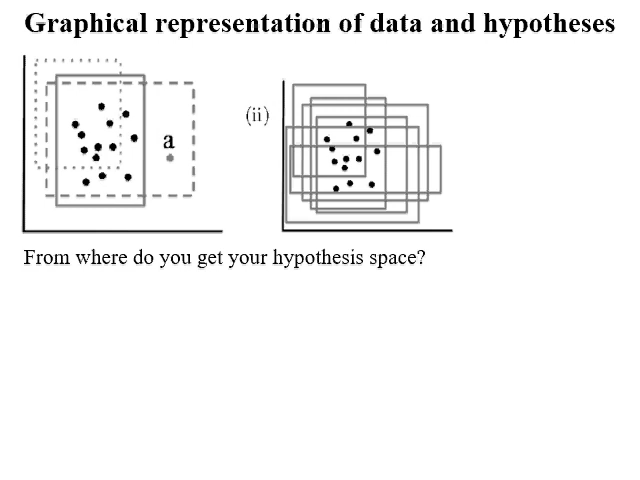 Graphical representation of data and hypotheses
(ii)
a
From where do you get your hypothesis space?